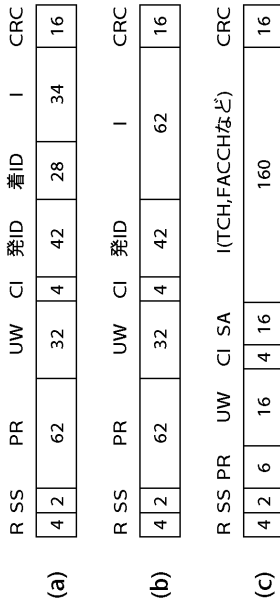 R SS PR UW CI 発ID 着ID I CRC
(a) 4 2 62 32 4 42 28 34 16
R SS PR UW CI 発ID I CRC
(b) 4 2 62 32 4 42 62 16
R SS PR UW CI SA I(TCH,FACCHなど) CRC
(c) 4 2 6 16 4 16 160 16